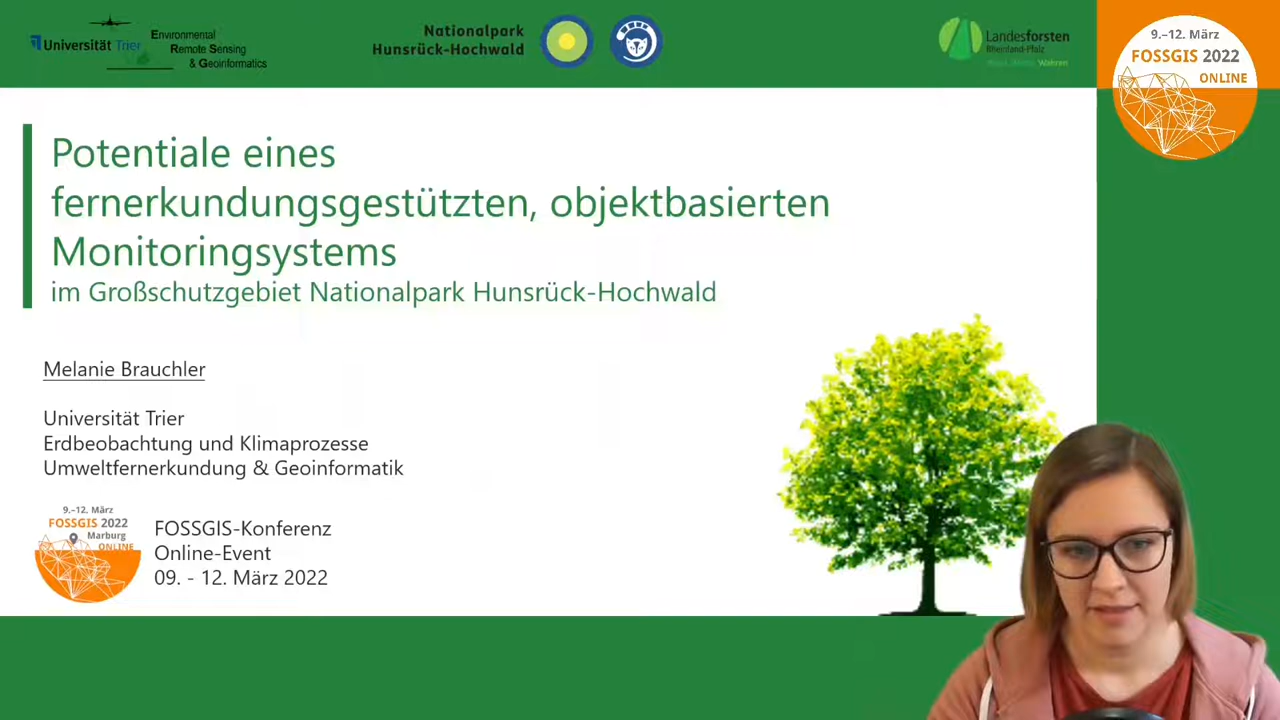 Universität Trier
Environmental
Remote Sensing
& Geoinformatics
Nationalpark
Hunsrück-Hochwald
Landesforsten
Rheinland-Pfalz
Wahren
9.–12. März
FOSSGIS 2022
ONLINE
Potentiale eines
fernerkundungsgestützten, objektbasierten
Monitoringsystems
im Großschutzgebiet Nationalpark Hunsrück-Hochwald
Melanie Brauchler
Universität Trier
Erdbeobachtung und Klimaprozesse
Umweltfernerkundung & Geoinformatik
9.–12. März
FOSSGIS 2022
Marburg
ONLINE
FOSSGIS-Konferenz
Online-Event
09. - 12. März 2022